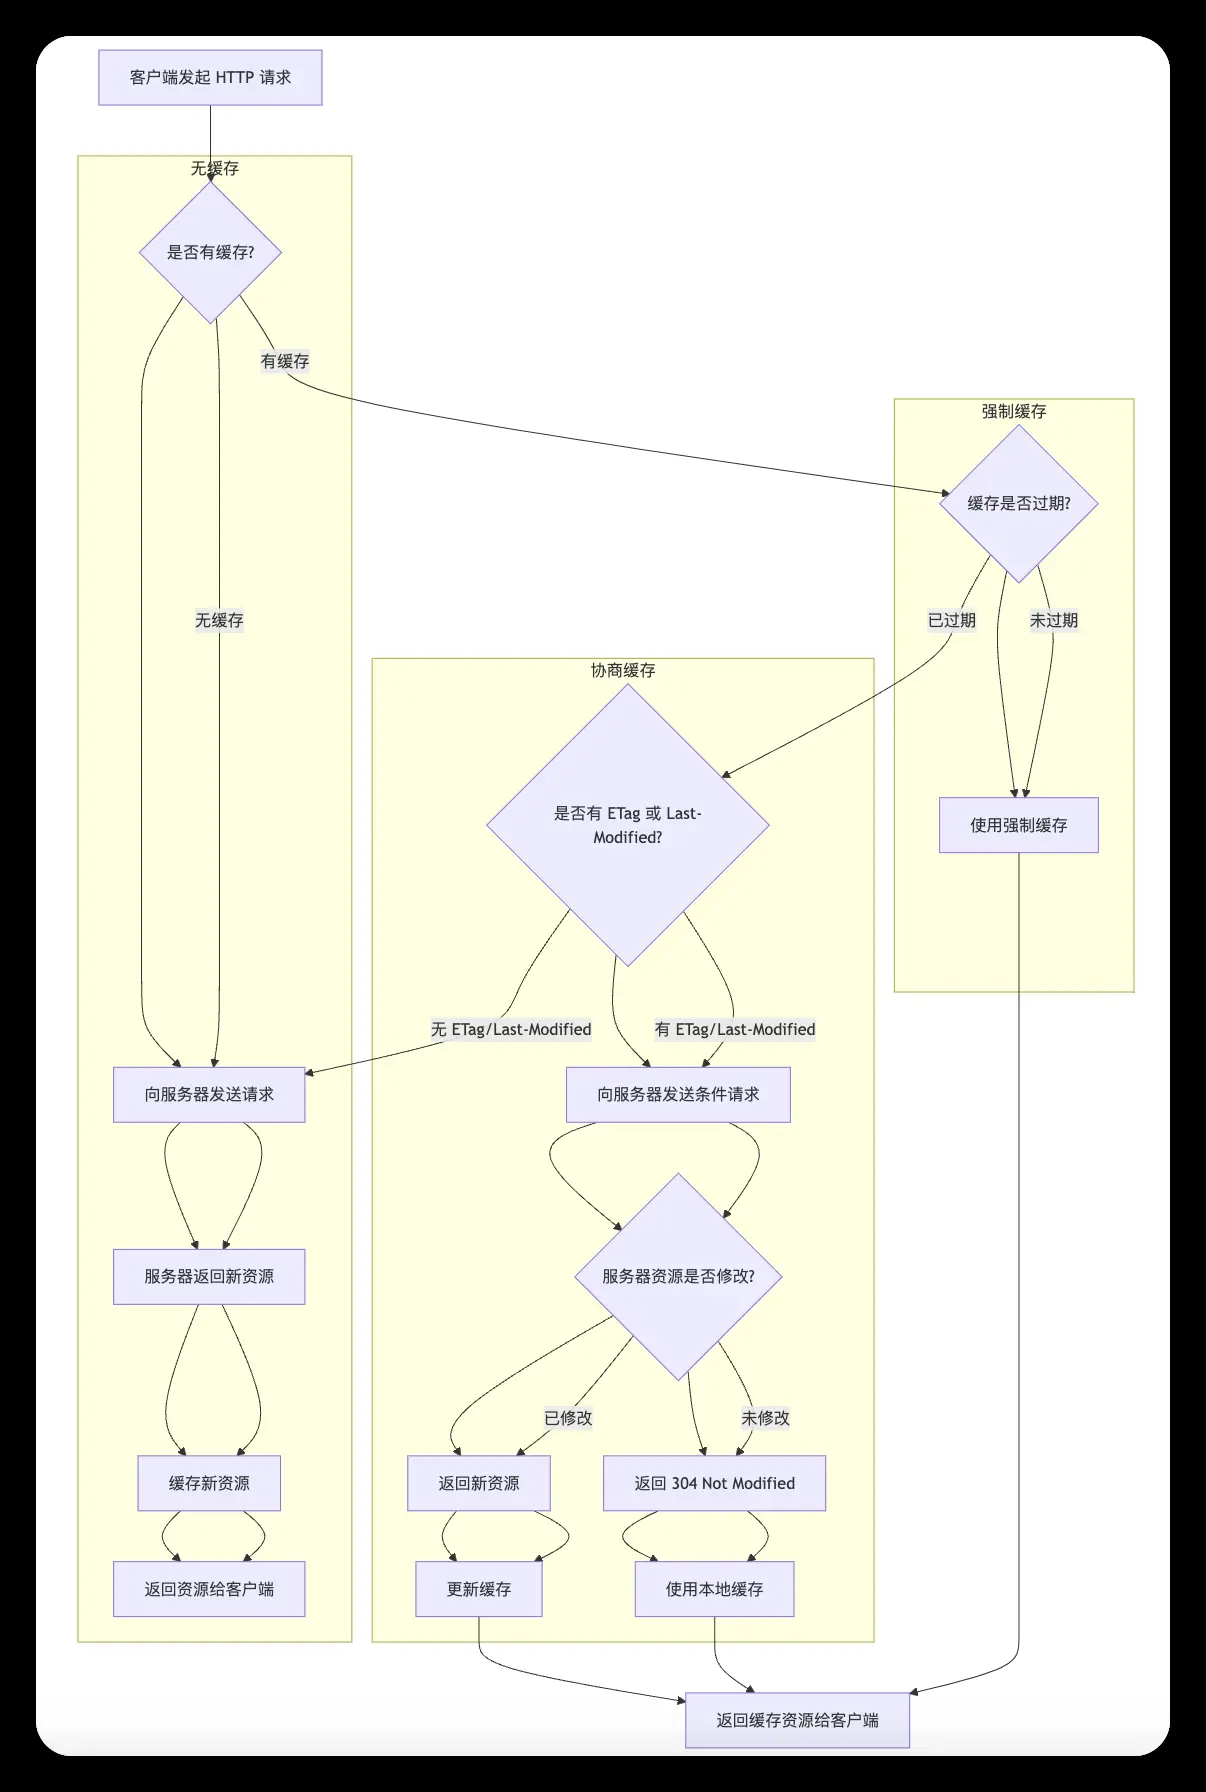 客户端发起 HTTP 请求
无缓存
是否有缓存?
有缓存
强制缓存
缓存是否过期?
无缓存
已过期
未过期
协商缓存
是否有 ETag 或 Last-
Modified?
使用强制缓存
无 ETag/Last-Modified
有 ETag/Last-Modified
向服务器发送请求
向服务器发送条件请求
服务器返回新资源
服务器资源是否修改?
已修改
未修改
缓存新资源
返回新资源
返回 304 Not Modified
返回资源给客户端
更新缓存
使用本地缓存
返回缓存资源给客户端